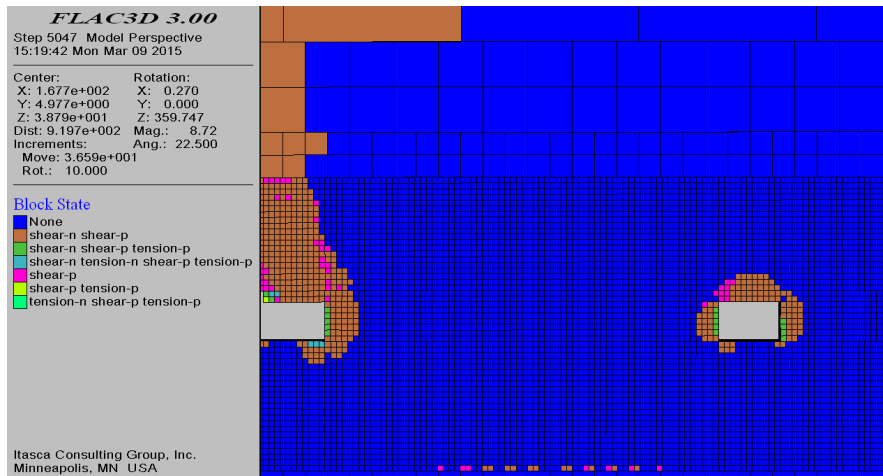 FLAC3D 3.00
Step 5047 Model Perspective
15:19:42 Mon Mar 09 2015
Center: Rotation:
X: 1.677e+002 X: 0.270
Y: 4.977e+000 Y: 0.000
Z: 3.879e+001 Z: 359.747
Dist: 9.197e+002 Mag.: 8.72
Increments: Ang.: 22.500
Move: 3.659e+001
Rot.: 10.000
Block State
None
shear-n shear-p
shear-n shear-p tension-p
shear-n tension-n shear-p tension-p
shear-p
shear-p tension-p
tension-n shear-p tension-p
Itasca Consulting Group, Inc.
Minneapolis, MN USA